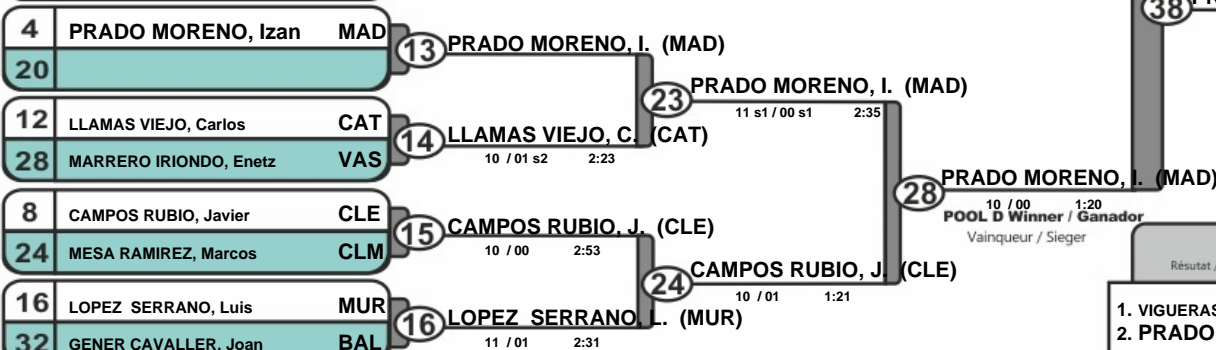 4 PRADO MORENO, Izan MAD
20
13 PRADO MORENO, I. (MAD)
12 LLAMAS VIEJO, Carlos CAT
28 MARRERO IRIONDO, Enetz VAS
14 LLAMAS VIEJO, C. (CAT)
10 / 01 s2 2:23
23 PRADO MORENO, I. (MAD)
11 s1 / 00 s1 2:35
8 CAMPOS RUBIO, Javier CLE
24 MESA RAMIREZ, Marcos CLM
15 CAMPOS RUBIO, J. (CLE)
10 / 00 2:53
16 LOPEZ SERRANO, Luis MUR
32 GENER CAVALLER, Joan BAL
16 LOPEZ SERRANO, L. (MUR)
11 / 01 2:31
24 CAMPOS RUBIO, J. (CLE)
10 / 01 1:21
28 PRADO MORENO, I. (MAD)
10 / 00 1:20
POOL D Winner / Ganador
Vainqueur / Sieger
38
Résutat /
1. VIGUERAS
2. PRADO